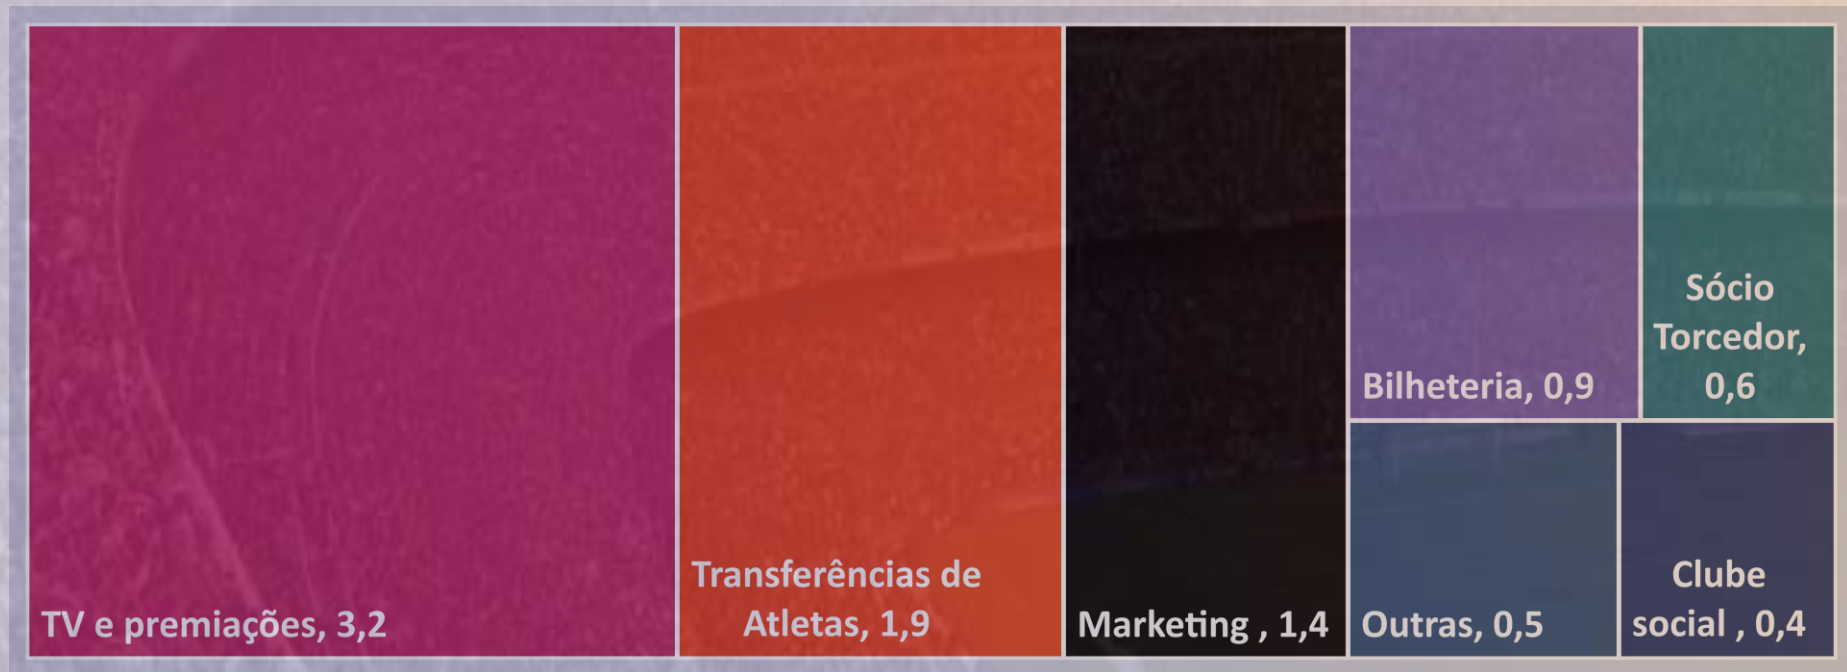 TV e premiações, 3,2
Transferências de
Atletas, 1,9
Marketing , 1,4
Bilheteria, 0,9
Sócio
Torcedor,
0,6
Outras, 0,5
Clube
social , 0,4